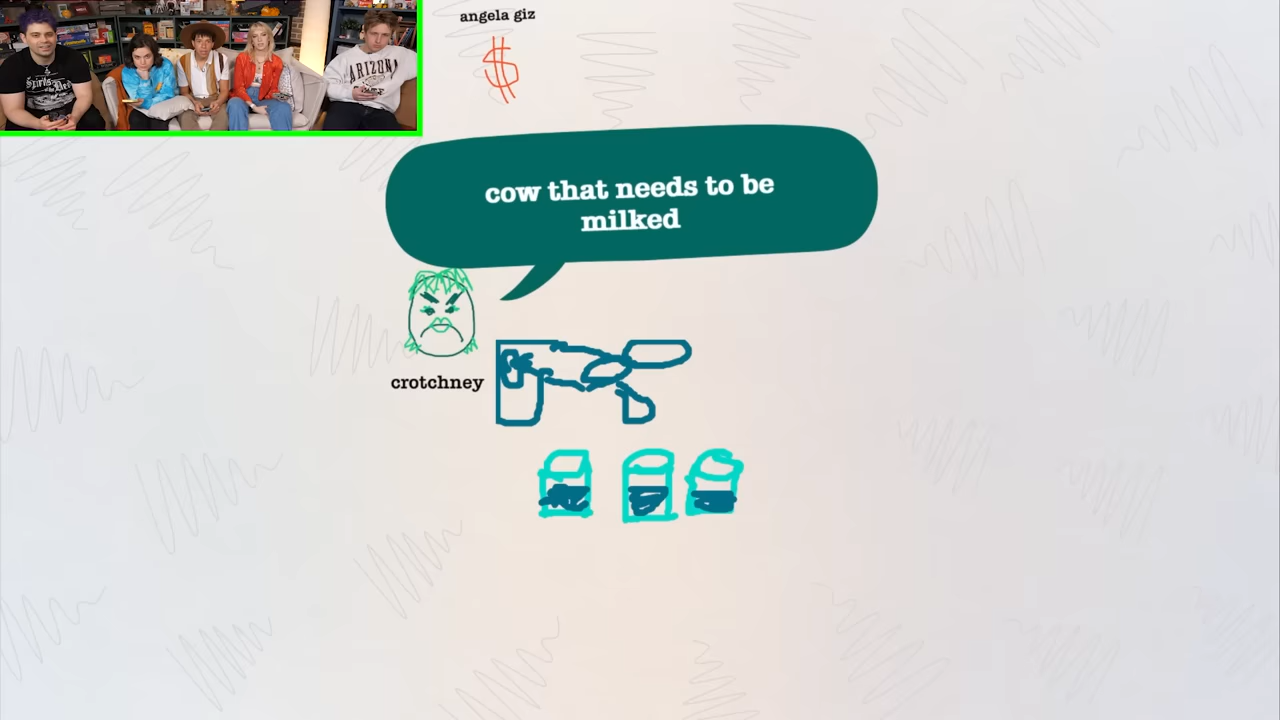 angela giz
$
cow that needs to be
milked
crotchney
ARIZONA